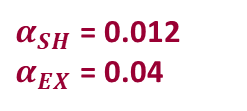 α_SH = 0.012
α_EX = 0.04